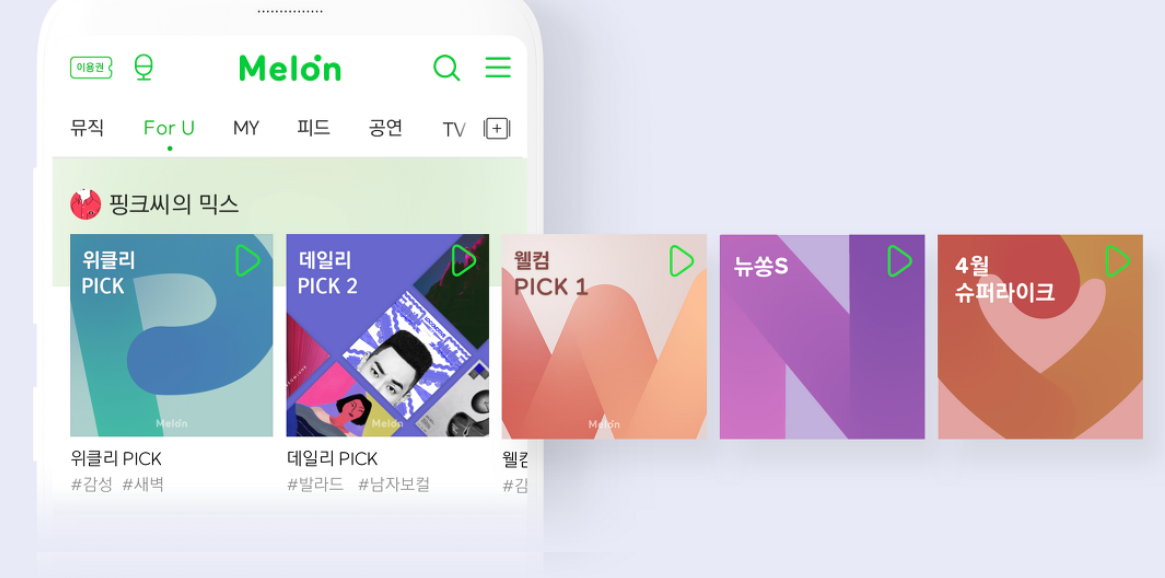 이용권
Melon
뮤직 For U MY 피드 공연 TV
핑크씨의 믹스
위클리
PICK
Melon
데일리
PICK 2
Melon
웰컴
PICK 1
Melon
뉴쏭S
4월
슈퍼라이크
위클리 PICK
#감성 #새벽
데일리 PICK
#발라드 #남자보컬
웰컴
#감